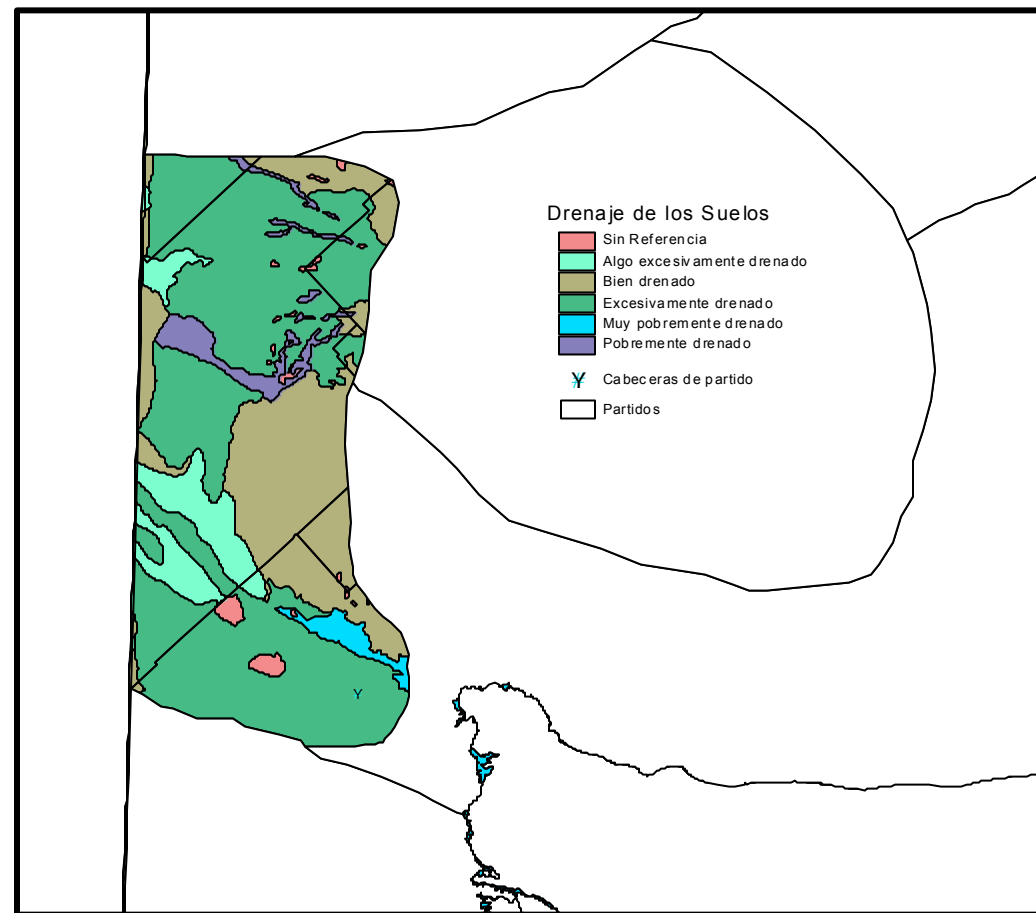 Drenaje de los Suelos
Sin Referencia
Algo excesivamente drenado
Bien drenado
Excesivamente drenado
Muy pobremente drenado
Pobremente drenado
Cabeceras de partido
Partidos